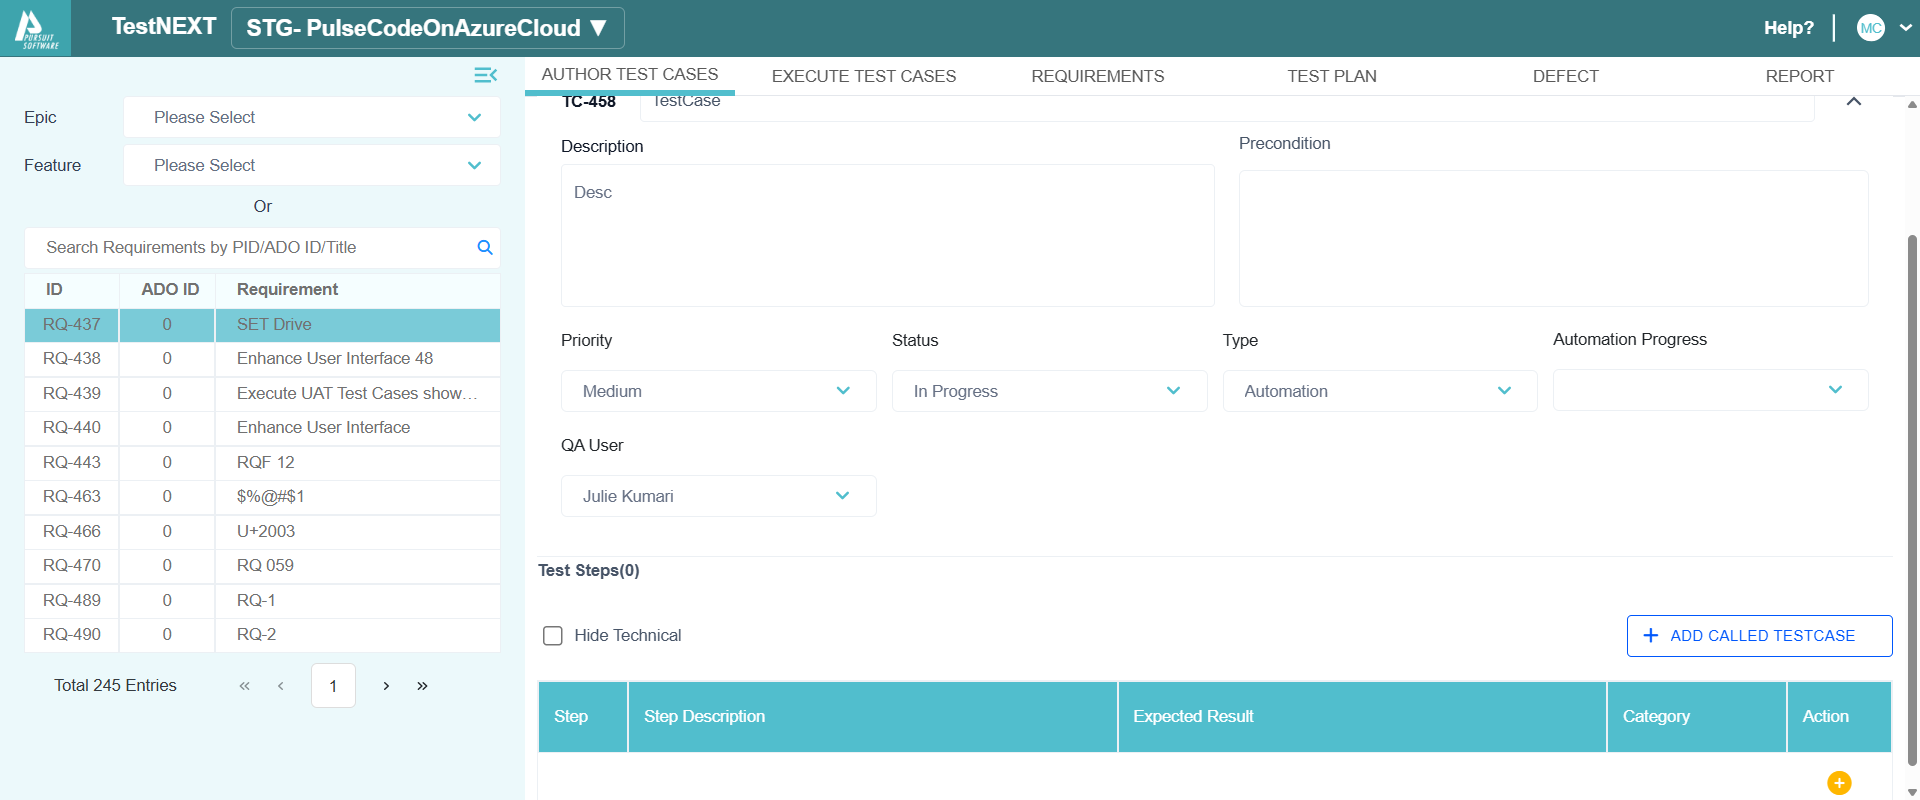 PURSUIT
SOFTWARE
TestNEXT
STG- PulseCodeOnAzureCloud ▼
Help?
MC
AUTHOR TEST CASES
EXECUTE TEST CASES
REQUIREMENTS
TEST PLAN
DEFECT
REPORT
Epic
Please Select
Feature
Please Select
Or
Search Requirements by PID/ADO ID/Title
ID ADO ID Requirement
RQ-437 0 SET Drive
RQ-438 0 Enhance User Interface 48
RQ-439 0 Execute UAT Test Cases show...
RQ-440 0 Enhance User Interface
RQ-443 0 RQF 12
RQ-463 0 $%@#$1
RQ-466 0 U+2003
RQ-470 0 RQ 059
RQ-489 0 RQ-1
RQ-490 0 RQ-2
Total 245 Entries « ‹ 1 › »
TC-458 TestCase
Description
Desc
Precondition
Priority
Medium
Status
In Progress
Type
Automation
Automation Progress
QA User
Julie Kumari
Test Steps(0)
Hide Technical
+ ADD CALLED TESTCASE
Step Step Description Expected Result Category Action